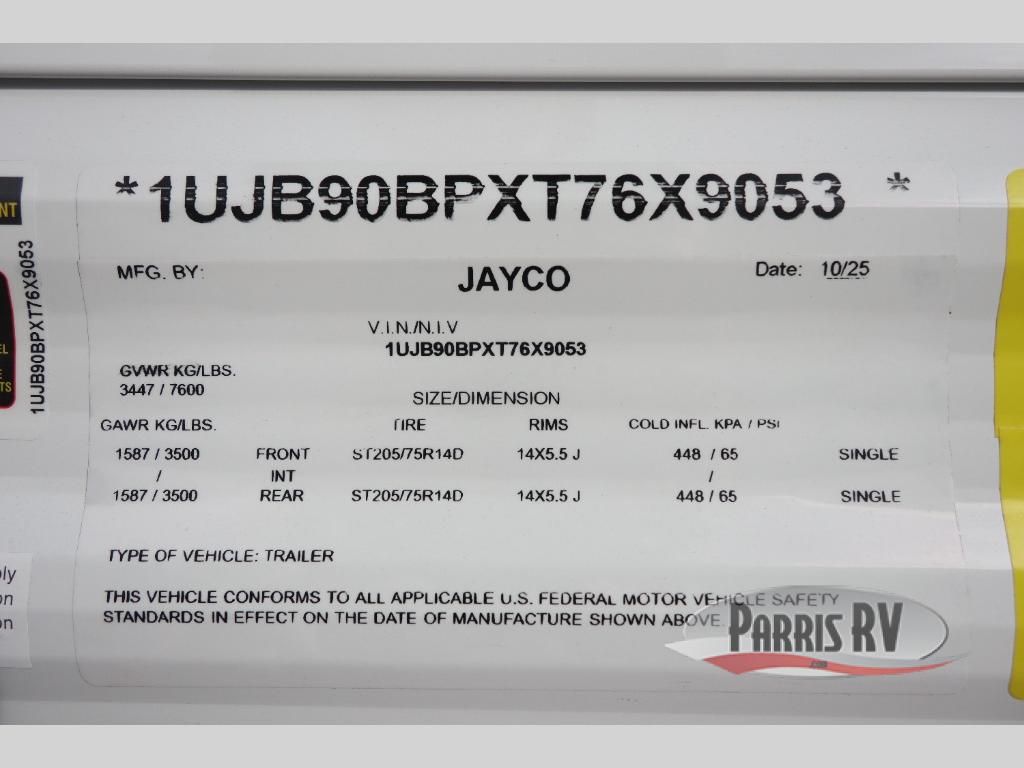 *1UJB90BPXT76X9053 *
MFG. BY: JAYCO Date: 10/25
V.I.N./N.I.V
1UJB90BPXT76X9053
GVWR KG/LBS.
3447 / 7600
SIZE/DIMENSION
GAWR KG/LBS. TIRE RIMS COLD INFL. KPA / PSI
1587 / 3500 FRONT ST205/75R14D 14X5.5 J 448 / 65 SINGLE
/ INT /
1587 / 3500 REAR ST205/75R14D 14X5.5 J 448 / 65 SINGLE
TYPE OF VEHICLE: TRAILER
THIS VEHICLE CONFORMS TO ALL APPLICABLE U.S. FEDERAL MOTOR VEHICLE SAFETY
STANDARDS IN EFFECT ON THE DATE OF MANUFACTURE SHOWN ABOVE.
1UJB90BPXT76X9053
PARRIS RV
.com